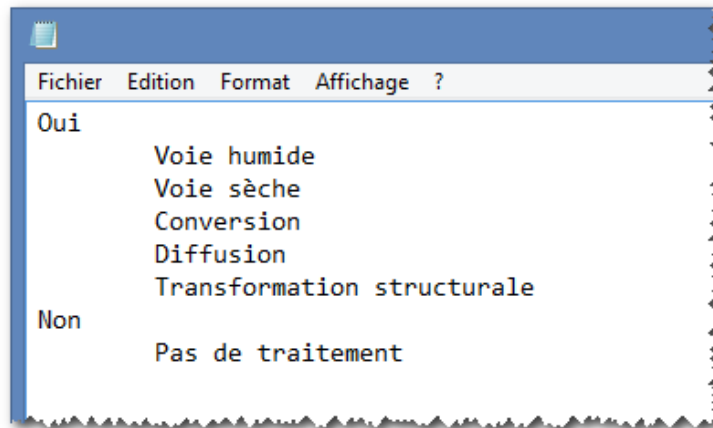 Fichier Edition Format Affichage ?
Oui
Voie humide
Voie sèche
Conversion
Diffusion
Transformation structurale
Non
Pas de traitement